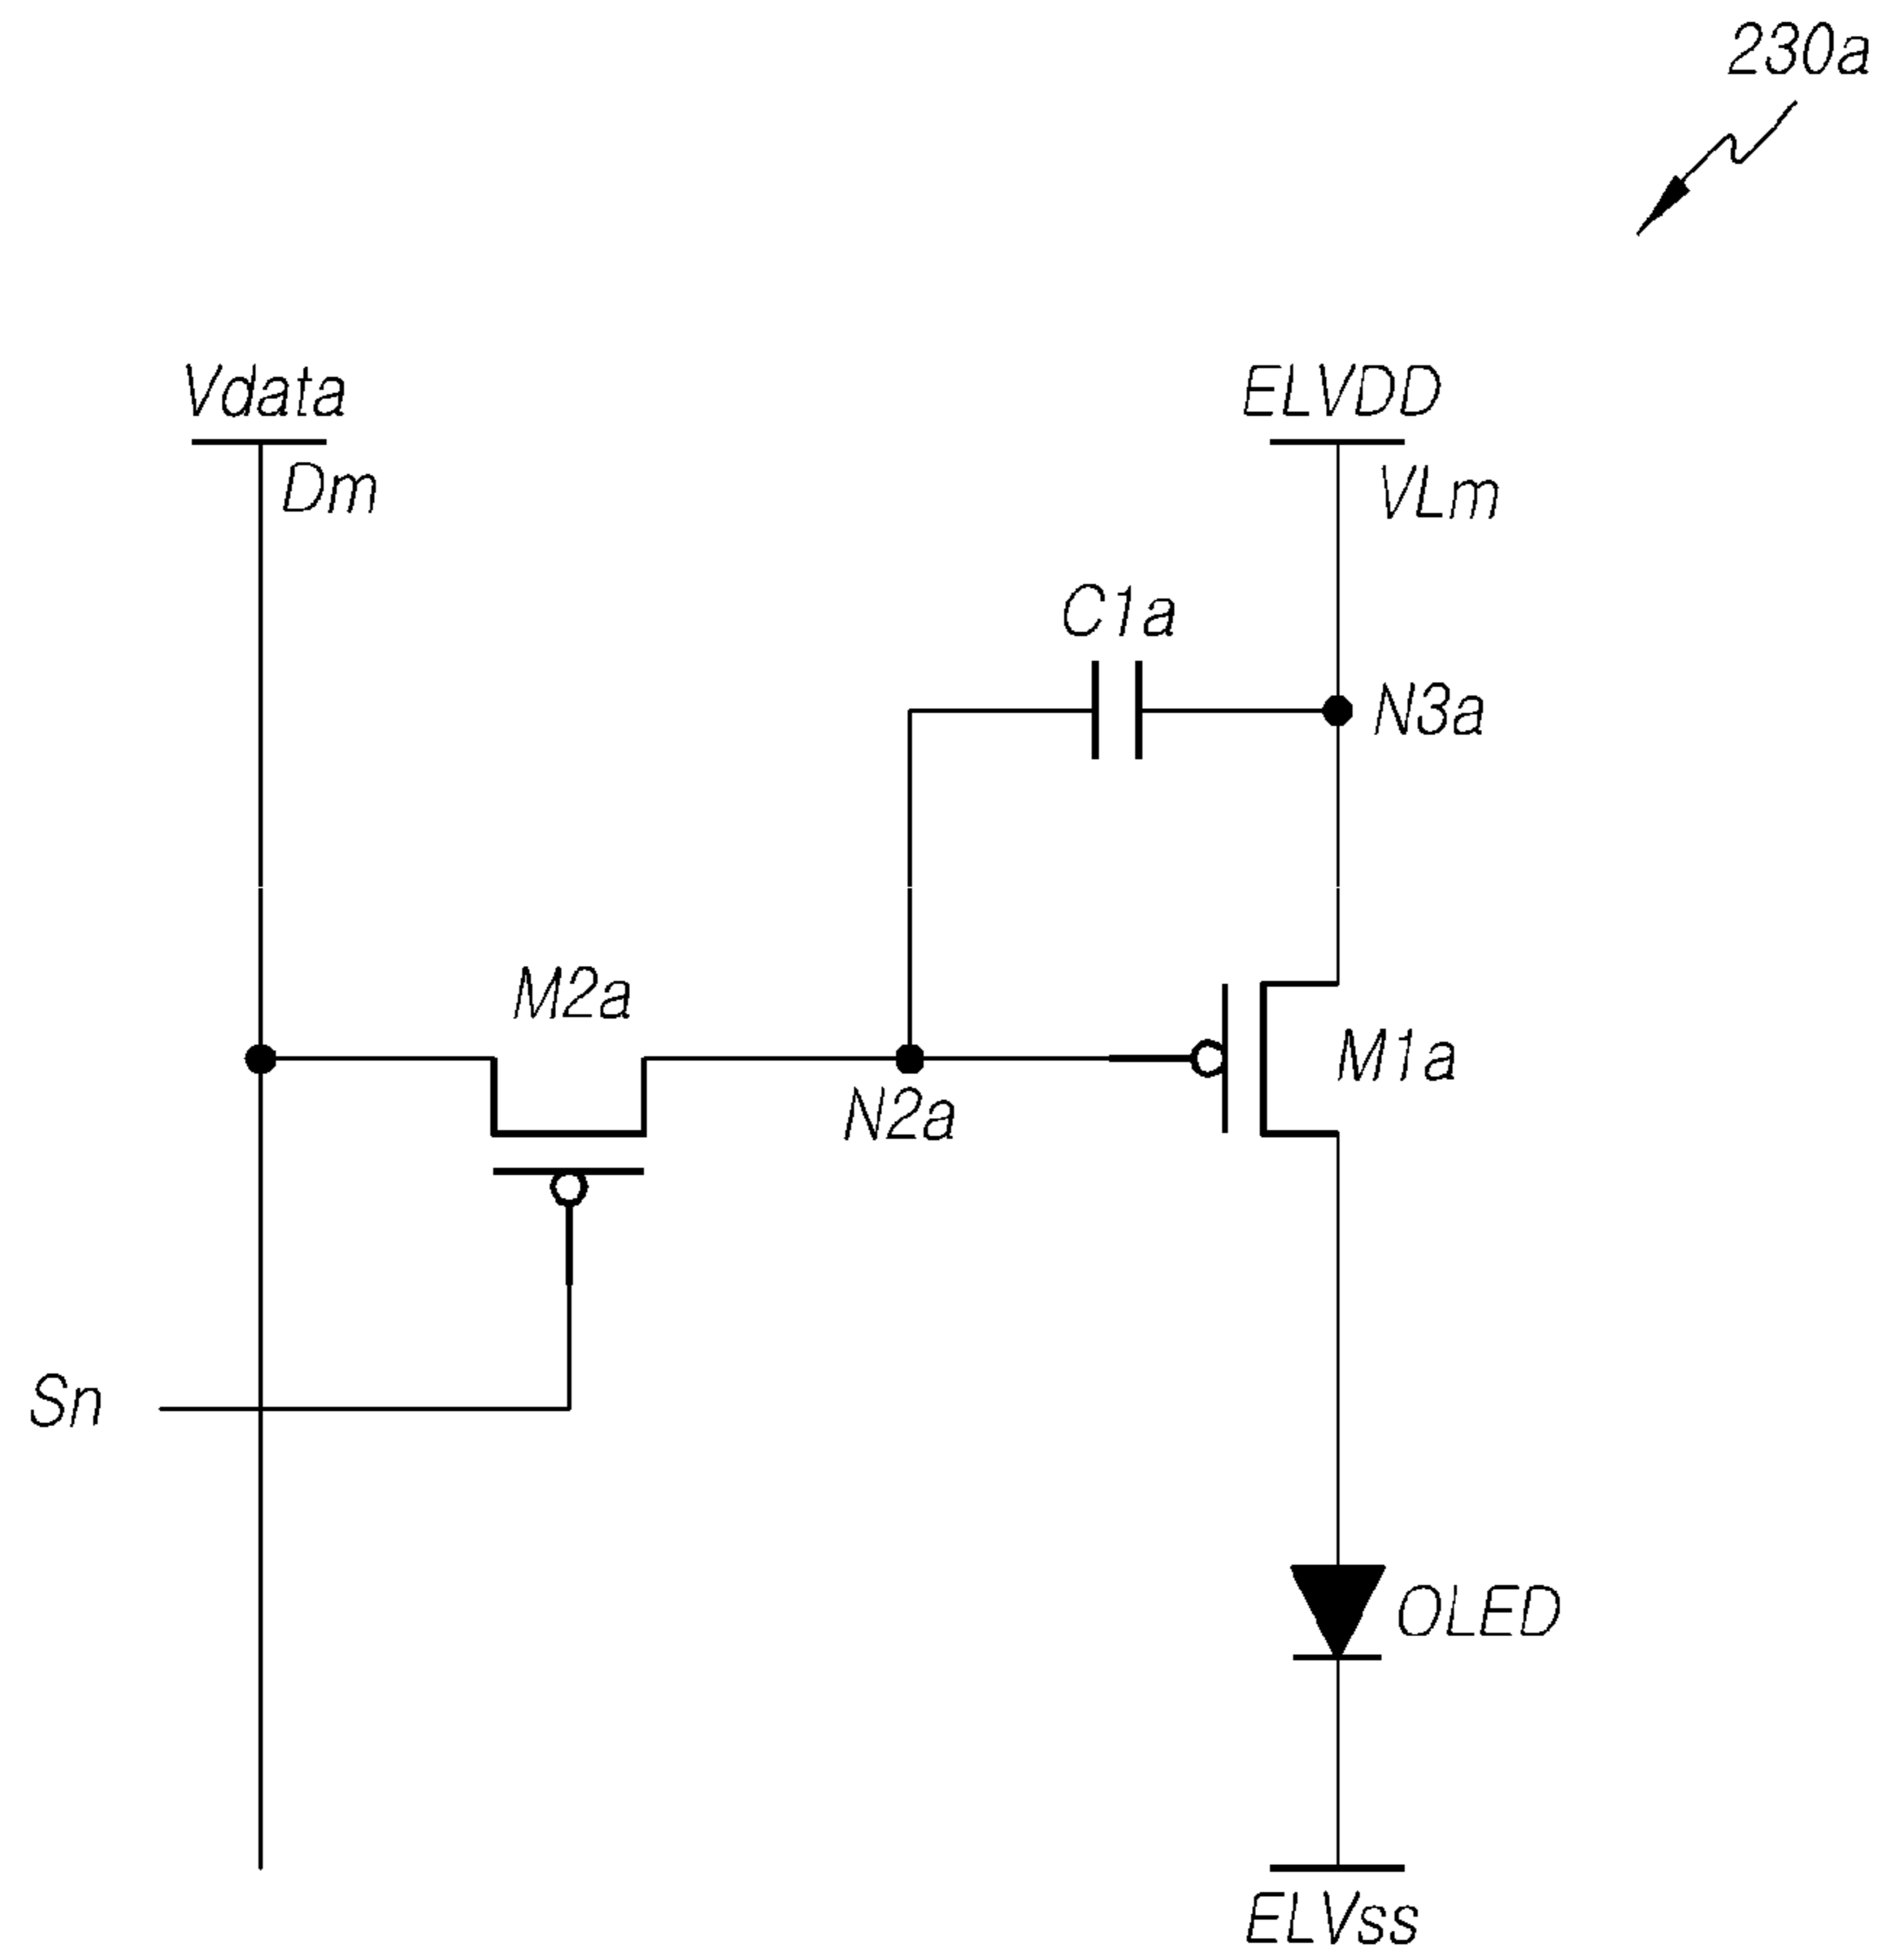 230a
Vdata
ELVDD
Dm
VLm
C1a
N3a
M2a
M1a
N2a
Sn
OLED
ELVss